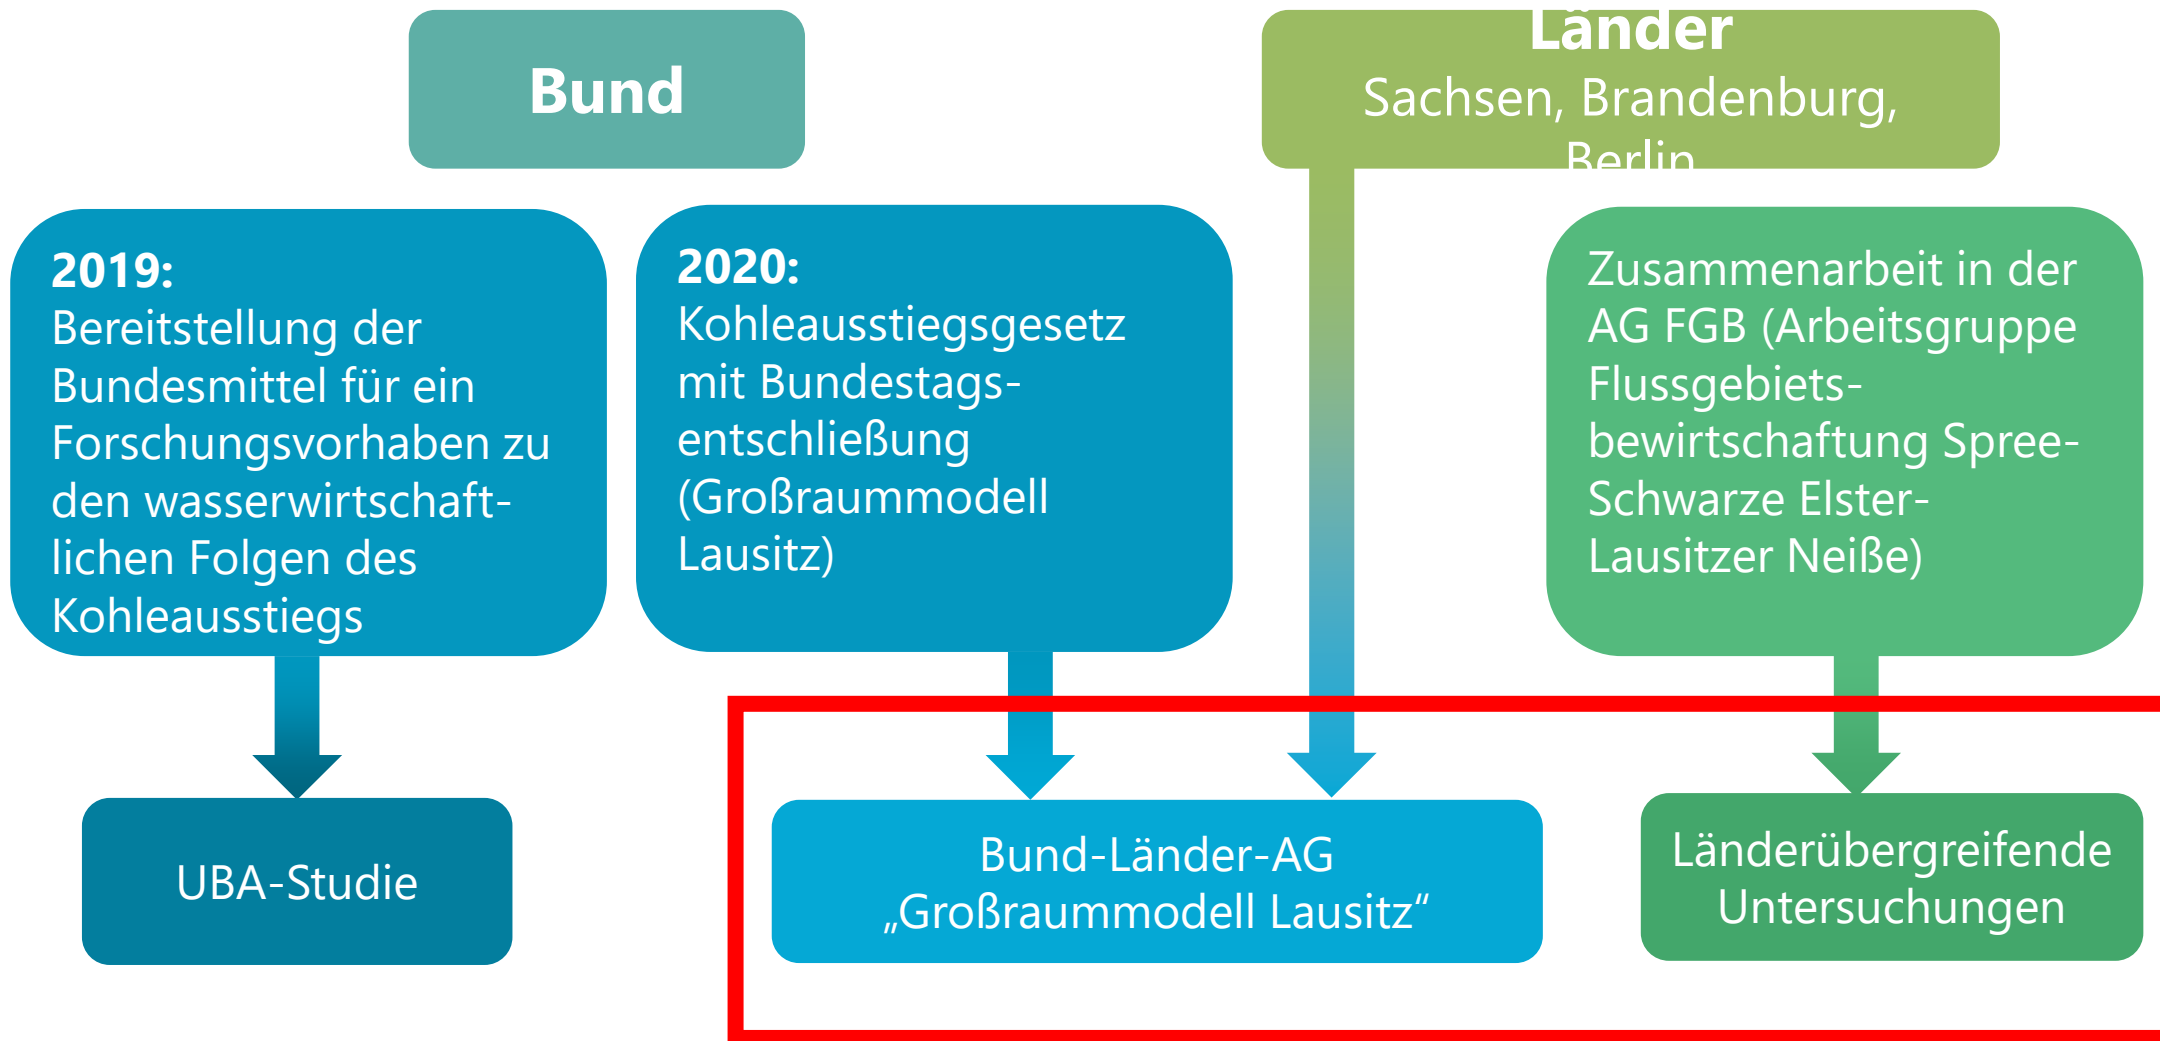 Bund
Länder
Sachsen, Brandenburg,
Berlin
2019:
Bereitstellung der
Bundesmittel für ein
Forschungsvorhaben zu
den wasserwirtschaft-
lichen Folgen des
Kohleausstiegs
2020:
Kohleausstiegsgesetz
mit Bundestags-
entschließung
(Großraummodell
Lausitz)
Zusammenarbeit in der
AG FGB (Arbeitsgruppe
Flussgebiets-
bewirtschaftung Spree-
Schwarze Elster-
Lausitzer Neiße)
UBA-Studie
Bund-Länder-AG
„Großraummodell Lausitz“
Länderübergreifende
Untersuchungen